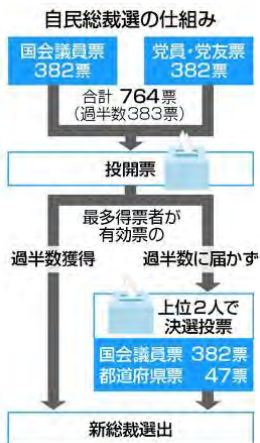 自民総裁選の仕組み
国会議員票
382票
党員・党友票
382票
合計 764票
(過半数383票)
投開票
最多得票者が
有効票の
過半数獲得
過半数に届かず
上位2人で
決選投票
国会議員票 382票
都道府県票 47票
新総裁選出